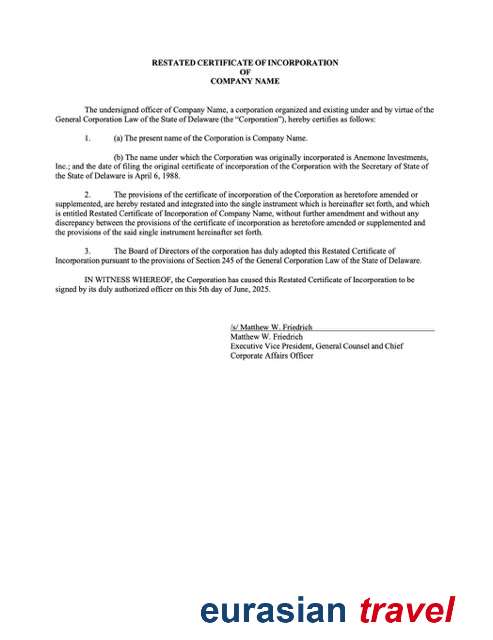 RESTATED CERTIFICATE OF INCORPORATION
OF
COMPANY NAME
The undersigned officer of Company Name, a corporation organized and existing under and by virtue of the
General Corporation Law of the State of Delaware (the “Corporation”), hereby certifies as follows:
1. (a) The present name of the Corporation is Company Name.
(b) The name under which the Corporation was originally incorporated is Anemone Investments,
Inc.; and the date of filing the original certificate of incorporation of the Corporation with the Secretary of State of
the State of Delaware is April 6, 1988.
2. The provisions of the certificate of incorporation of the Corporation as heretofore amended or
supplemented, are hereby restated and integrated into the single instrument which is hereinafter set forth, and which
is entitled Restated Certificate of Incorporation of Company Name, without further amendment and without any
discrepancy between the provisions of the certificate of incorporation as heretofore amended or supplemented and
the provisions of the said single instrument hereinafter set forth.
3. The Board of Directors of the corporation has duly adopted this Restated Certificate of
Incorporation pursuant to the provisions of Section 245 of the General Corporation Law of the State of Delaware.
IN WITNESS WHEREOF, the Corporation has caused this Restated Certificate of Incorporation to be
signed by its duly authorized officer on this 5th day of June, 2025.
/s/ Matthew W. Friedrich
Matthew W. Friedrich
Executive Vice President, General Counsel and Chief
Corporate Affairs Officer
eurasian travel